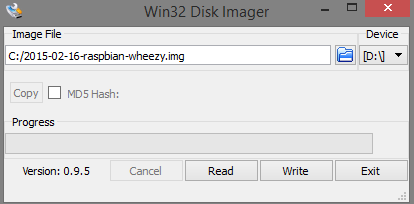 Win32 Disk Imager
Image File
Device
C:/2015-02-16-raspbian-wheezy.img
[D:\]
Copy
MD5 Hash:
Progress
Version: 0.9.5
Cancel
Read
Write
Exit